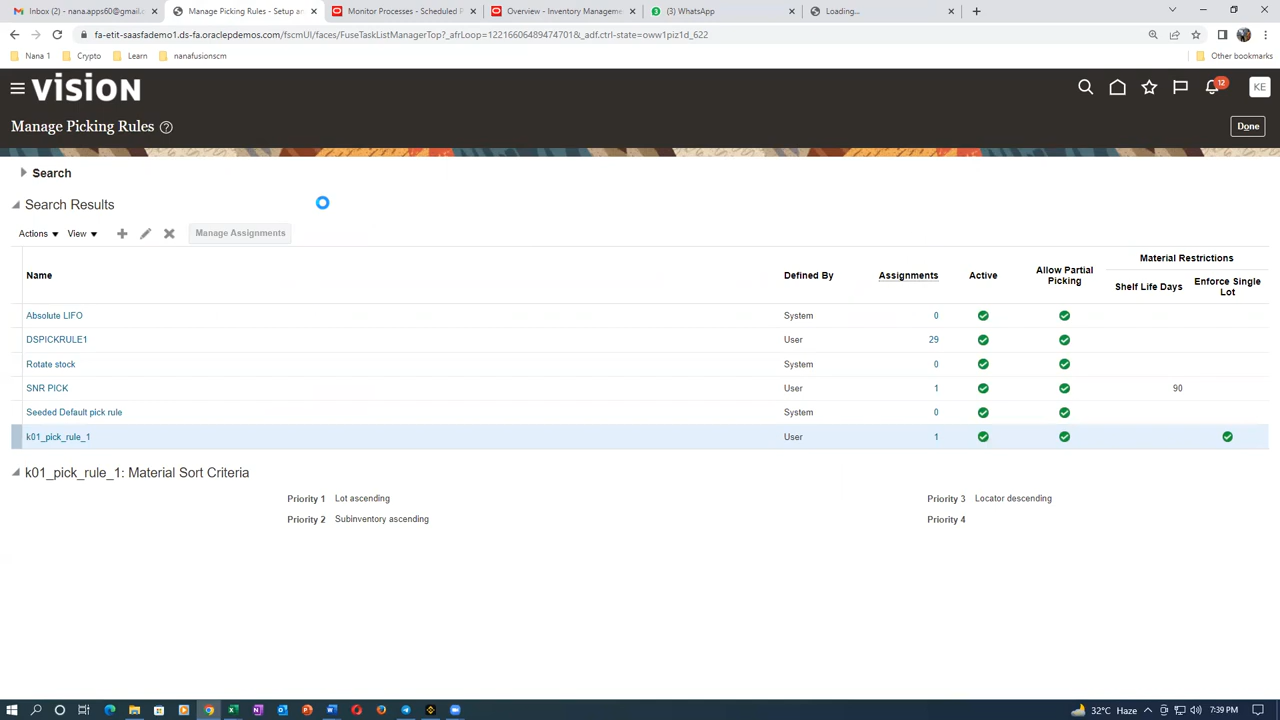 Inbox (2) - nana.apps60@gmail.c
Manage Picking Rules - Setup an
Monitor Processes - Scheduled P
Overview - Inventory Manageme
(3) WhatsApp
Loading...
fa-etit-saasfademo1.ds-fa.oraclepdemos.com/fscmUI/faces/FuseTaskListManagerTop?_afrLoop=12216606489474701&_adf.ctrl-state=oww1piz1d_622
Nana 1
Crypto
Learn
nanafusionscm
Other bookmarks
VISION
12
KE
Manage Picking Rules
Done
Search
Search Results
Actions View Manage Assignments
Material Restrictions
Name Defined By Assignments Active Allow Partial Picking Shelf Life Days Enforce Single Lot
Absolute LIFO System 0
DSPICKRULE1 User 29
Rotate stock System 0
SNR PICK User 1 90
Seeded Default pick rule System 0
k01_pick_rule_1 User 1
k01_pick_rule_1: Material Sort Criteria
Priority 1 Lot ascending Priority 3 Locator descending
Priority 2 Subinventory ascending Priority 4
32°C Haze 7:39 PM